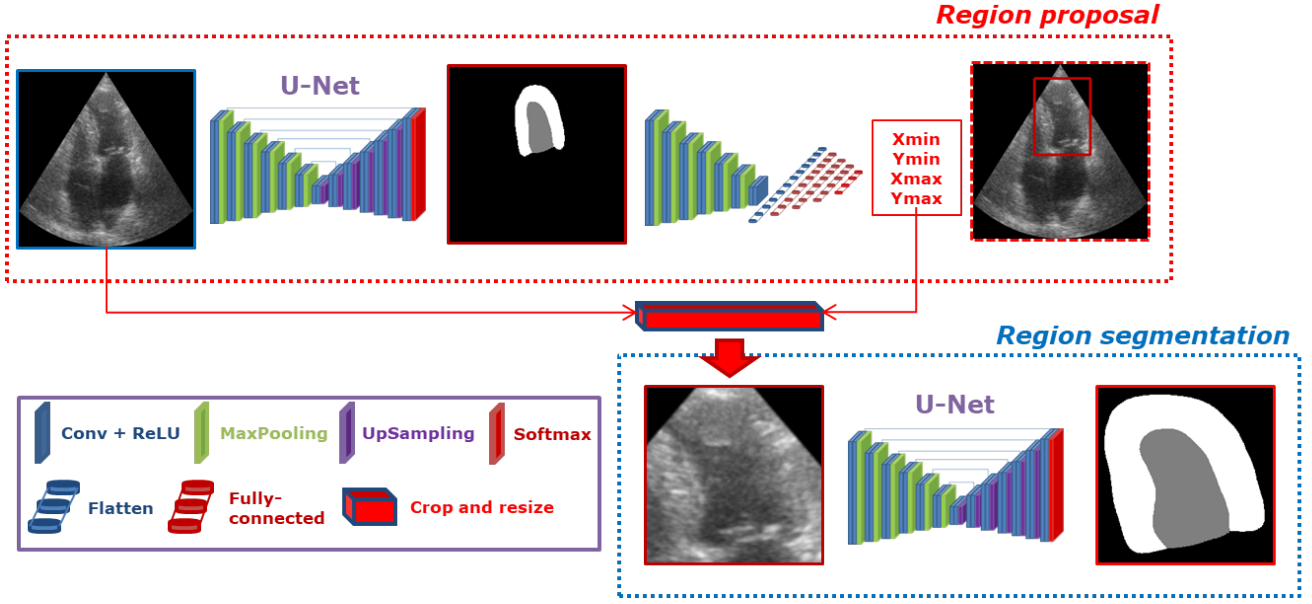 Region proposal
U-Net
Xmin
Ymin
Xmax
Ymax
Region segmentation
U-Net
Conv + ReLU
MaxPooling
UpSampling
Softmax
Flatten
Fully-
connected
Crop and resize